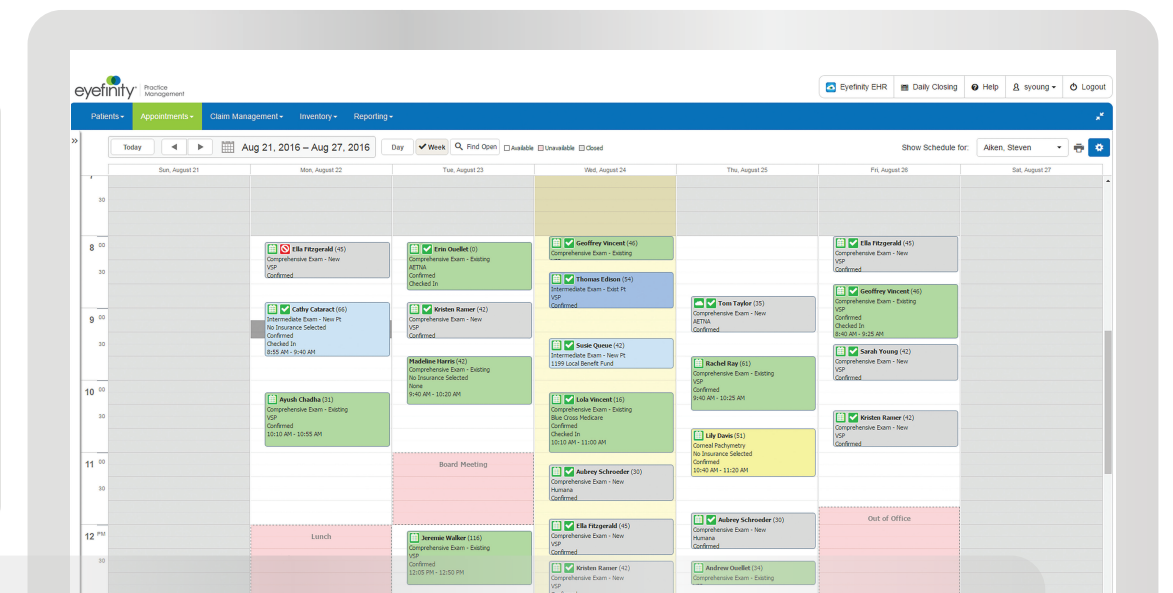 eyefinity Practice
Management
Eyefinity EHR Daily Closing Help syoung Logout
Patients Appointments Claim Management Inventory Reporting
Today Aug 21, 2016 – Aug 27, 2016 Day Week Find Open Available Unavailable Closed Show Schedule for: Aiken, Steven
Sun, August 21 Mon, August 22 Tue, August 23 Wed, August 24 Thu, August 25 Fri, August 26 Sat, August 27
30
8 00
30
9 00
30
10 00
30
11 00
30
12 PM
30
Ella Fitzgerald (45)
Comprehensive Exam - New
VSP
Confirmed
Cathy Cataract (66)
Intermediate Exam - New Pt
No Insurance Selected
Confirmed
Checked In
8:55 AM - 9:40 AM
Ayush Chadha (31)
Comprehensive Exam - Existing
VSP
Confirmed
10:10 AM - 10:55 AM
Lunch
Erin Ouellet (0)
Comprehensive Exam - Existing
AETNA
Confirmed
Checked In
Kristen Ramer (42)
Comprehensive Exam - New
VSP
Confirmed
Madeline Harris (42)
Comprehensive Exam - Existing
No Insurance Selected
None
9:40 AM - 10:20 AM
Board Meeting
Jeremie Walker (116)
Comprehensive Exam - Existing
VSP
Confirmed
12:05 PM - 12:50 PM
Geoffrey Vincent (46)
Comprehensive Exam - Existing
Thomas Edison (54)
Intermediate Exam - Exist Pt
VSP
Confirmed
Susie Queue (42)
Intermediate Exam - New Pt
1199 Local Benefit Fund
Lola Vincent (16)
Comprehensive Exam - Existing
Blue Cross Medicare
Confirmed
Checked In
10:10 AM - 11:00 AM
Aubrey Schroeder (30)
Comprehensive Exam - New
Humana
Confirmed
Ella Fitzgerald (45)
Comprehensive Exam - New
VSP
Confirmed
Kristen Ramer (42)
Comprehensive Exam - New
VSP
Tom Taylor (35)
Comprehensive Exam - New
AETNA
Confirmed
Rachel Ray (61)
Comprehensive Exam - Existing
VSP
Confirmed
9:40 AM - 10:25 AM
Lily Davis (51)
Corneal Pachymetry
No Insurance Selected
Confirmed
10:40 AM - 11:20 AM
Aubrey Schroeder (30)
Comprehensive Exam - New
Humana
Confirmed
Andrew Ouellet (34)
Comprehensive Exam - Existing
Ella Fitzgerald (45)
Comprehensive Exam - New
VSP
Confirmed
Geoffrey Vincent (46)
Comprehensive Exam - Existing
VSP
Confirmed
Checked In
8:40 AM - 9:25 AM
Sarah Young (42)
Comprehensive Exam - New
VSP
Confirmed
Kristen Ramer (42)
Comprehensive Exam - New
VSP
Confirmed
Out of Office